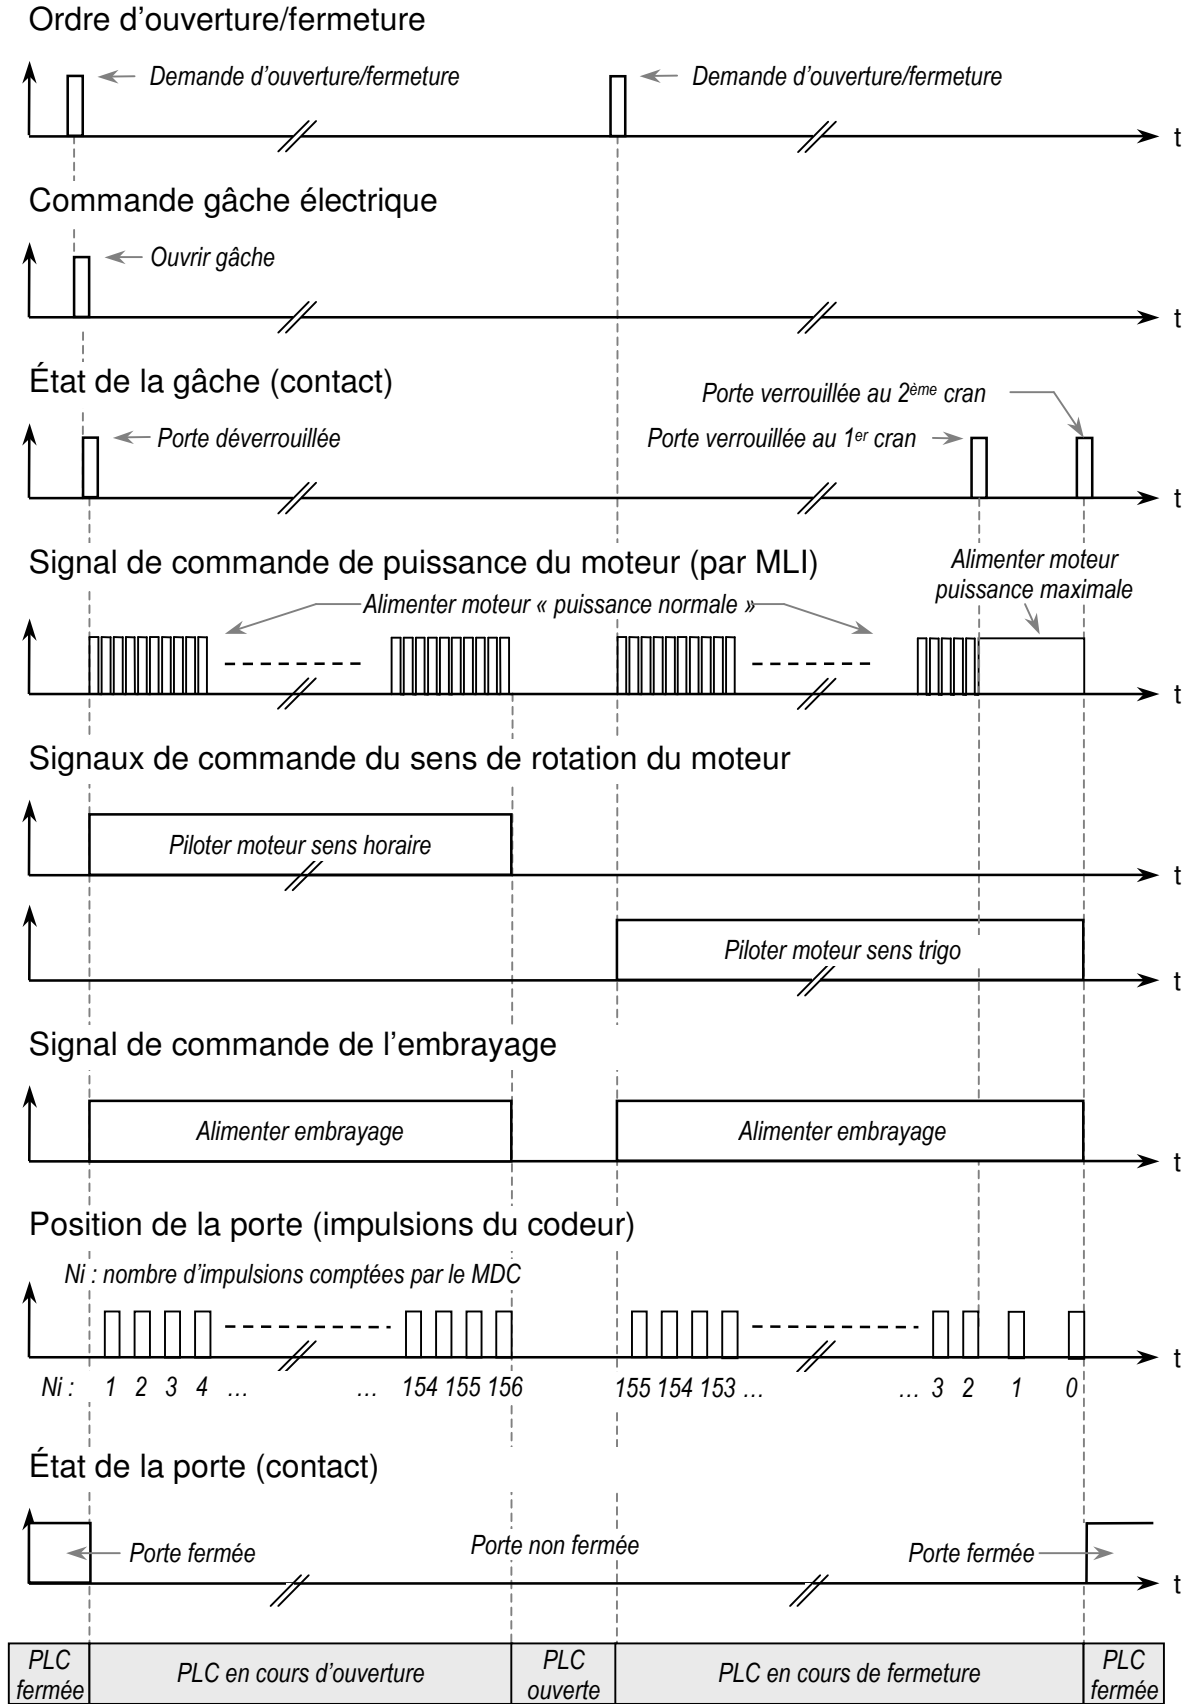 Ordre d’ouverture/fermeture
Demande d’ouverture/fermeture
Demande d’ouverture/fermeture
t
Commande gâche électrique
Ouvrir gâche
t
État de la gâche (contact)
Porte verrouillée au 2ème cran
Porte déverrouillée
Porte verrouillée au 1er cran
t
Signal de commande de puissance du moteur (par MLI)
Alimenter moteur
puissance maximale
Alimenter moteur « puissance normale »
t
Signaux de commande du sens de rotation du moteur
Piloter moteur sens horaire
t
Piloter moteur sens trigo
t
Signal de commande de l’embrayage
Alimenter embrayage
Alimenter embrayage
t
Position de la porte (impulsions du codeur)
Ni : nombre d’impulsions comptées par le MDC
t
Ni : 1 2 3 4 … … 154 155 156 155 154 153 … … 3 2 1 0
État de la porte (contact)
Porte fermée
Porte non fermée
Porte fermée
t
PLC
fermée
PLC en cours d’ouverture
PLC
ouverte
PLC en cours de fermeture
PLC
fermée